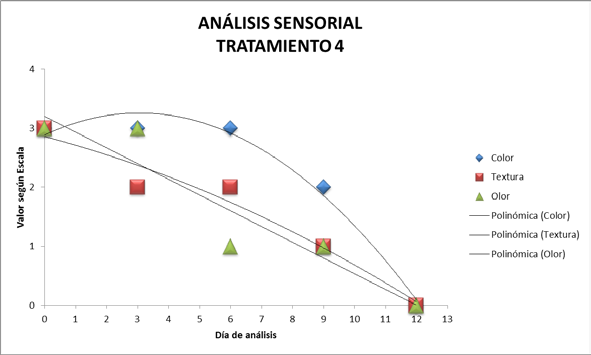 ANÁLISIS SENSORIAL
TRATAMIENTO 4
4
3
2
1
0
Valor según Escala
0 1 2 3 4 5 6 7 8 9 10 11 12 13
Día de análisis
Color
Textura
Olor
Polinómica (Color)
Polinómica (Textura)
Polinómica (Olor)